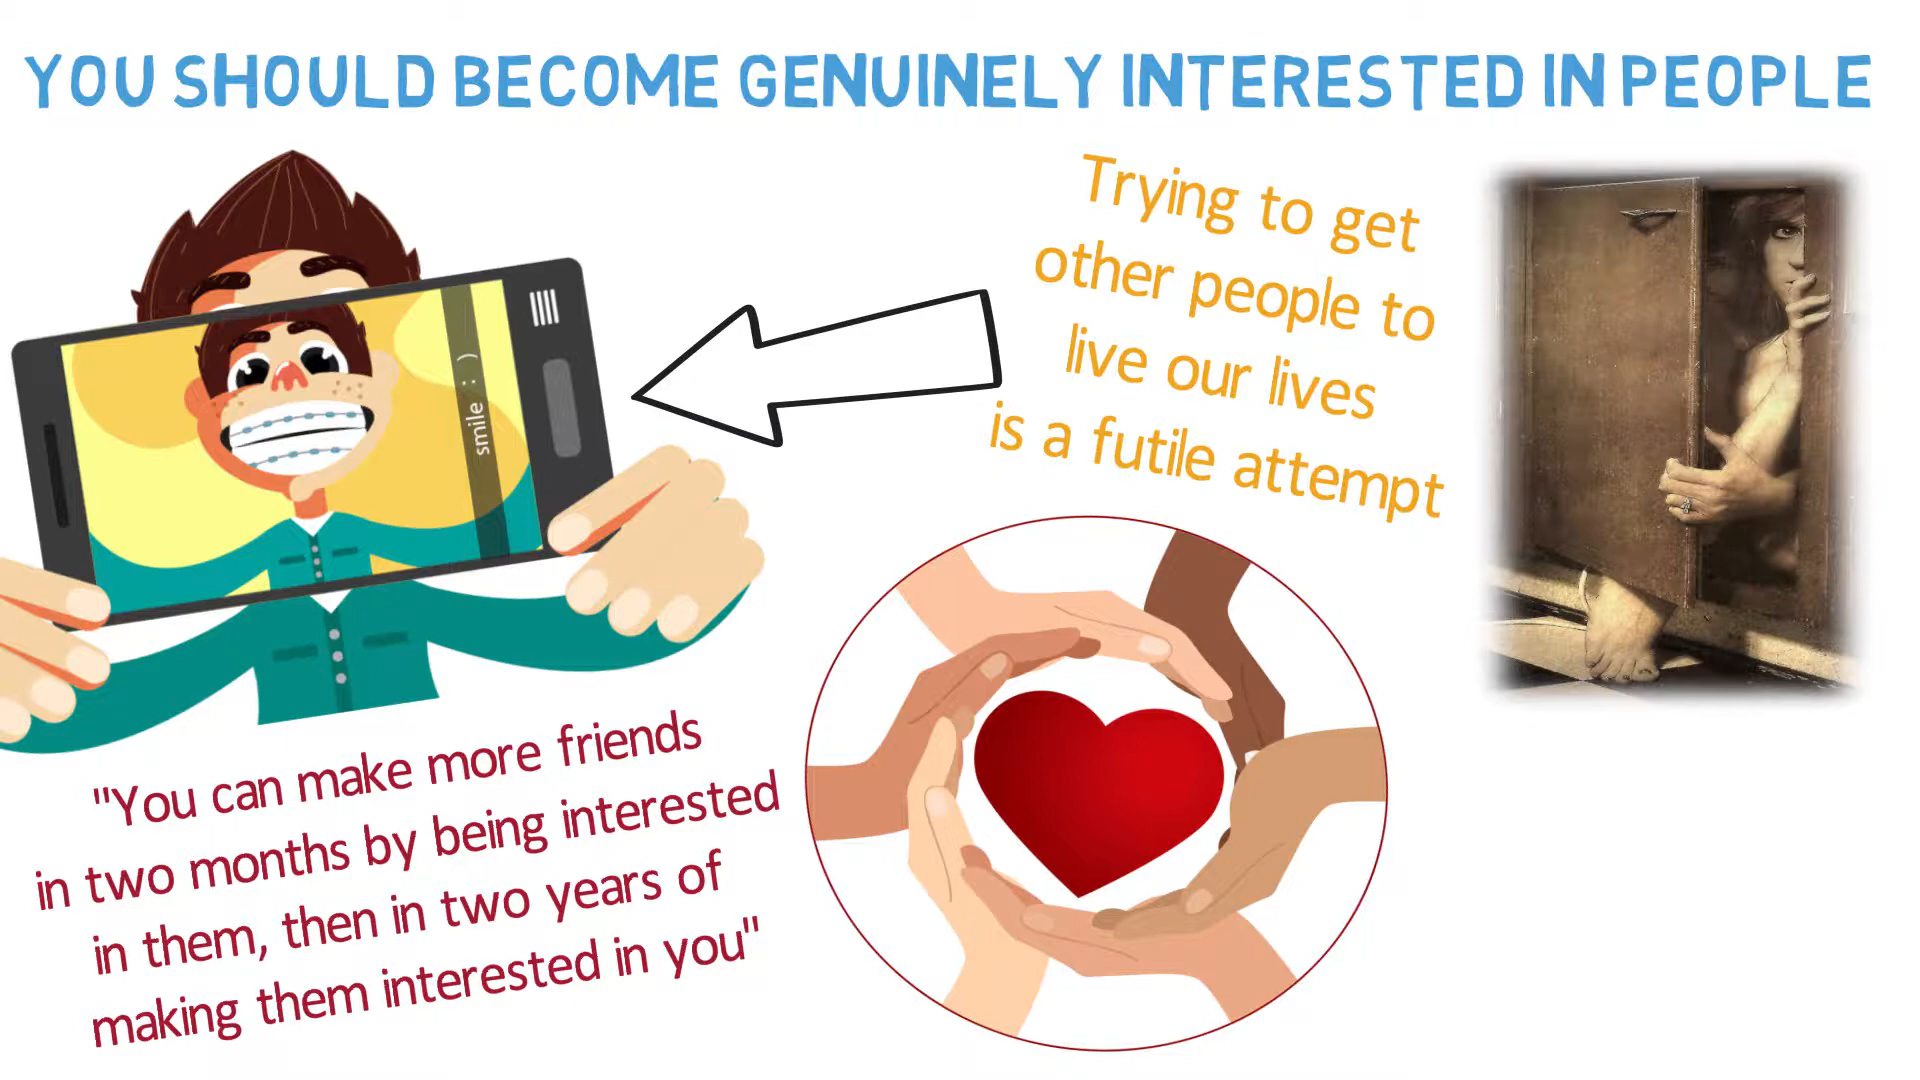 YOU SHOULD BECOME GENUINELY INTERESTED IN PEOPLE
Trying to get
other people to
live our lives
is a futile attempt
smile : )
"You can make more friends
in two months by being interested
in them, then in two years of
making them interested in you"